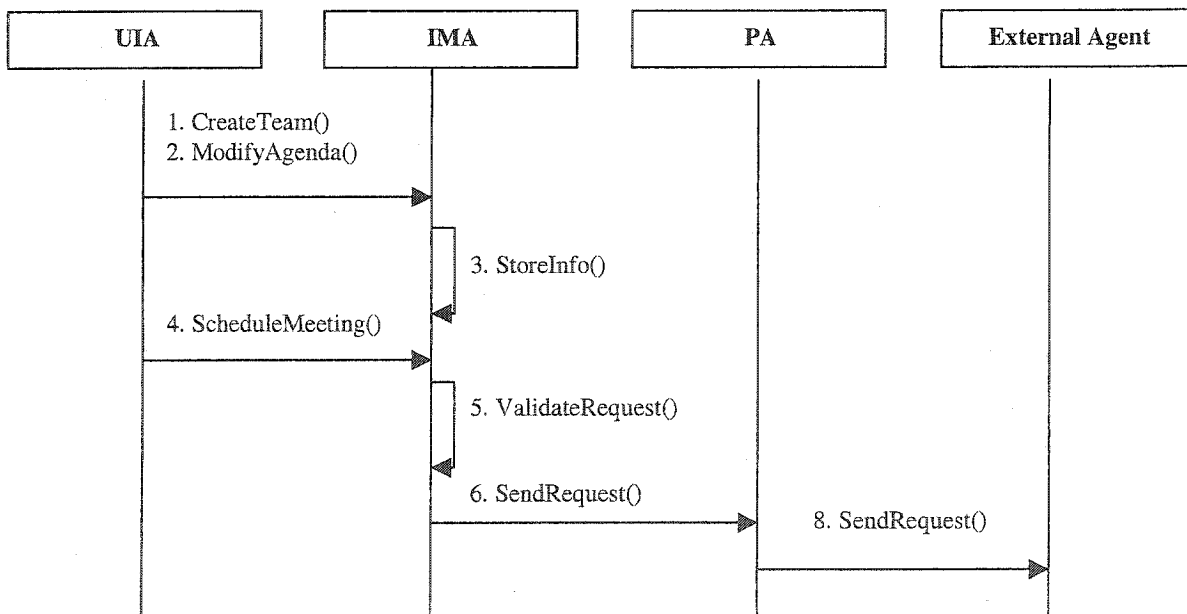 UIA
IMA
PA
External Agent
1. CreateTeam()
2. ModifyAgenda()
3. StoreInfo()
4. ScheduleMeeting()
5. ValidateRequest()
6. SendRequest()
8. SendRequest()